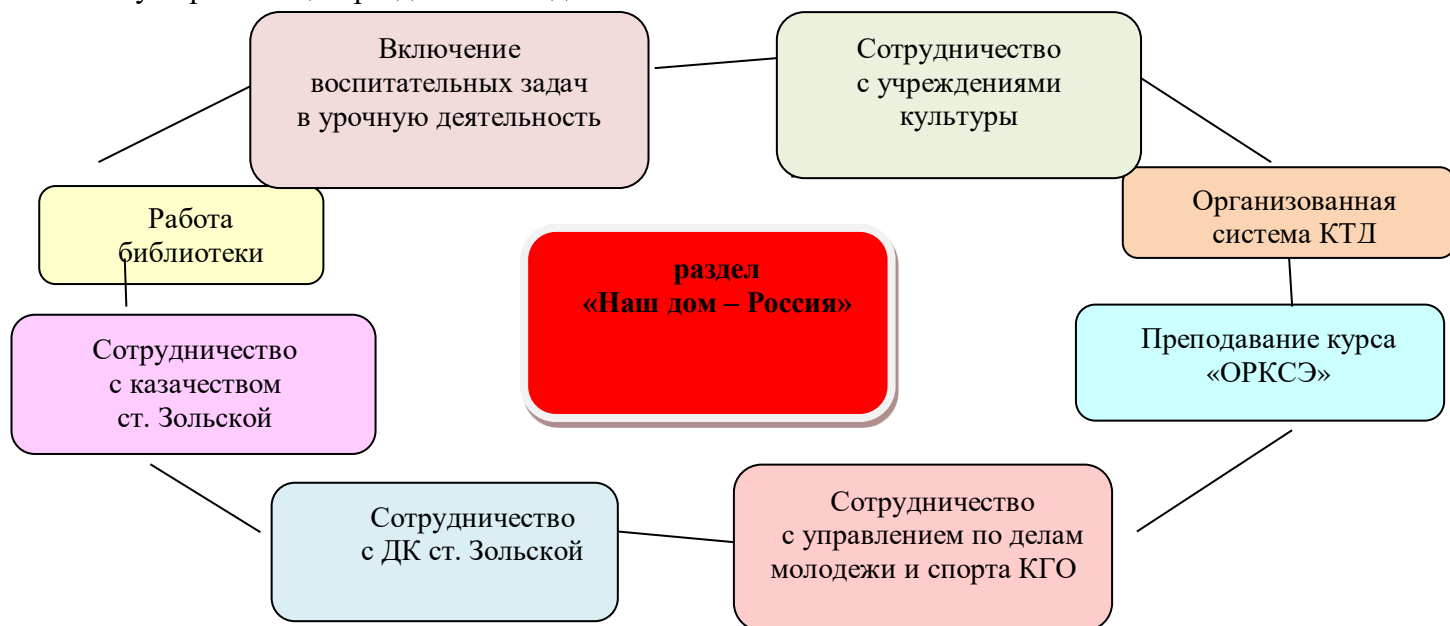 Включение
воспитательных задач
в урочную деятельность
Сотрудничество
с учреждениями
культуры
Работа
библиотеки
Организованная
система КТД
раздел
«Наш дом – Россия»
Сотрудничество
с казачеством
ст. Зольской
Преподавание курса
«ОРКСЭ»
Сотрудничество
с ДК ст. Зольской
Сотрудничество
с управлением по делам
молодежи и спорта КГО